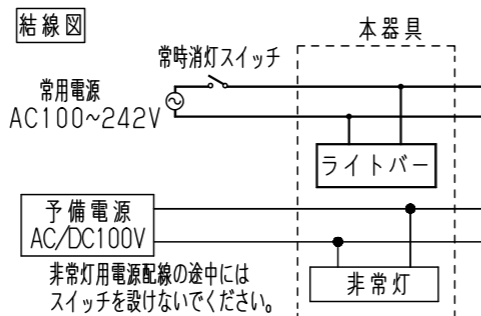 結線図
本器具
常時消灯スイッチ
常用電源
AC100~242V
ライトバー
予備電源
AC/DC100V
非常灯用電源配線の途中には
スイッチを設けないでください。
非常灯